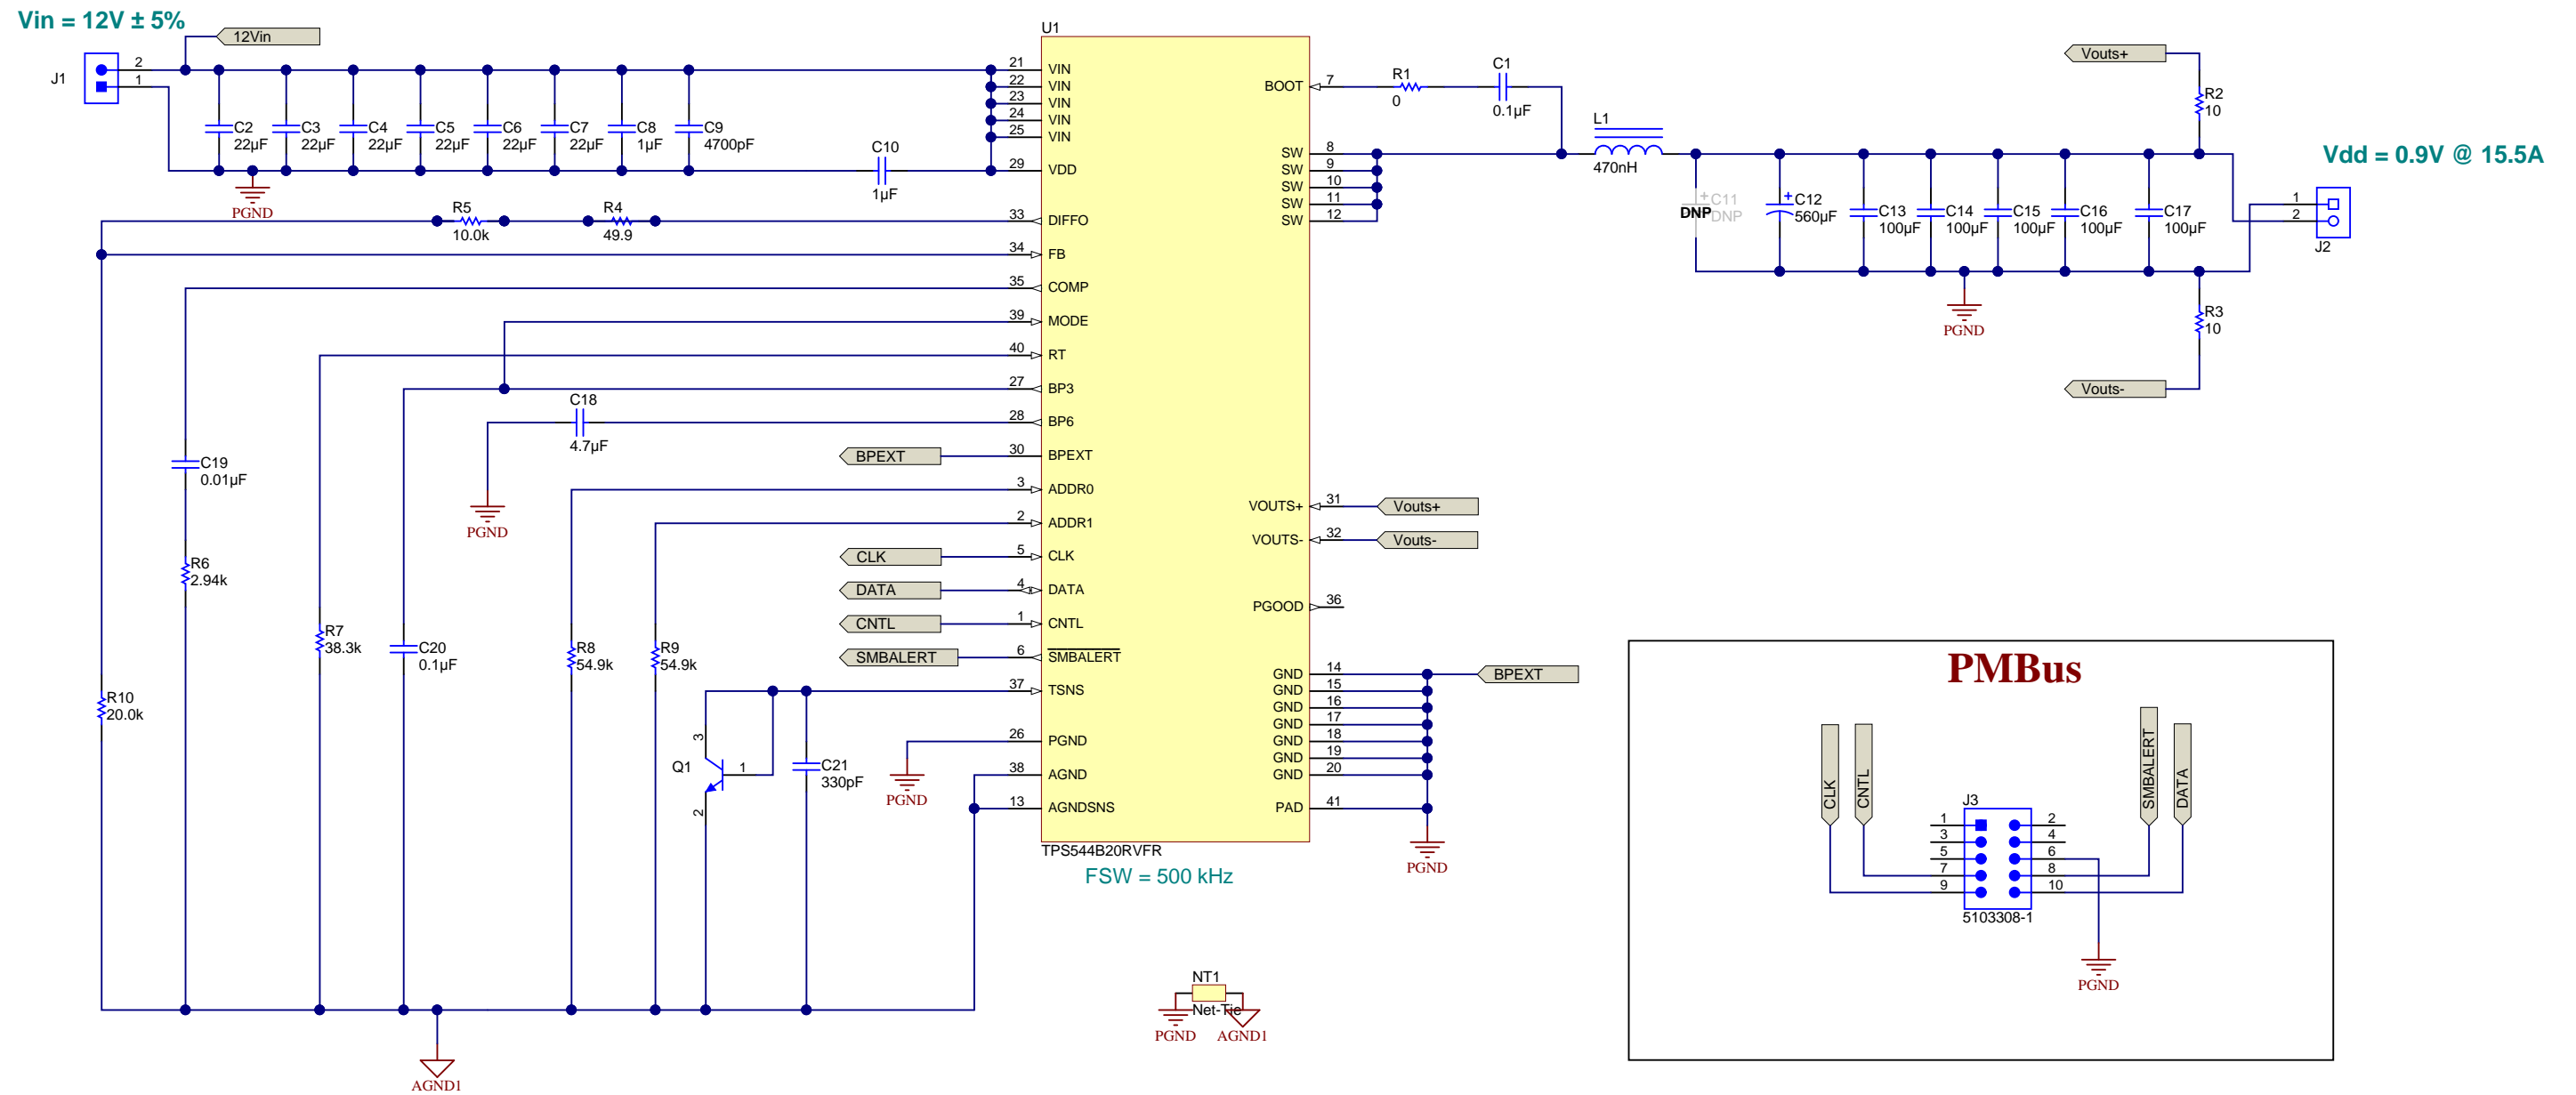 Vin = 12V ± 5%
12Vin
J1
2
1
C2
22µF
C3
22µF
C4
22µF
C5
22µF
C6
22µF
C7
22µF
C8
1µF
C9
4700pF
C10
1µF
PGND
R5
10.0k
R4
49.9
C19
0.01µF
R6
2.94k
R10
20.0k
R7
38.3k
C20
0.1µF
C18
4.7µF
PGND
R8
54.9k
R9
54.9k
BPEXT
CLK
DATA
CNTL
SMBALERT
Q1
3
1
2
C21
330pF
PGND
AGND1
U1
21 VIN
22 VIN
23 VIN
24 VIN
25 VIN
29 VDD
33 DIFFO
34 FB
35 COMP
39 MODE
40 RT
27 BP3
28 BP6
30 BPEXT
3 ADDR0
2 ADDR1
5 CLK
4 DATA
1 CNTL
6 SMBALERT
37 TSNS
26 PGND
38 AGND
13 AGNDSNS
BOOT 7
SW 8
SW 9
SW 10
SW 11
SW 12
VOUTS+ 31
VOUTS- 32
PGOOD 36
GND 14
GND 15
GND 16
GND 17
GND 18
GND 19
GND 20
PAD 41
TPS544B20RVFR
FSW = 500 kHz
R1
0
C1
0.1µF
L1
470nH
Vouts+
R2
10
Vdd = 0.9V @ 15.5A
DNP
C11
DNP
C12
560µF
C13
100µF
C14
100µF
C15
100µF
C16
100µF
C17
100µF
1
2
J2
PGND
R3
10
Vouts-
Vouts+
Vouts-
BPEXT
PGND
NT1
Net-Tie
PGND
AGND1
PMBus
CLK
CNTL
SMBALERT
DATA
J3
1
2
3
4
5
6
7
8
9
10
5103308-1
PGND